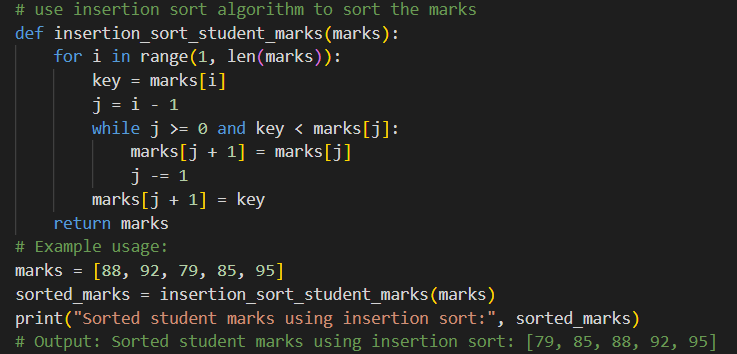 # use insertion sort algorithm to sort the marks
def insertion_sort_student_marks(marks):
    for i in range(1, len(marks)):
        key = marks[i]
        j = i - 1
        while j >= 0 and key < marks[j]:
            marks[j + 1] = marks[j]
            j -= 1
        marks[j + 1] = key
    return marks
# Example usage:
marks = [88, 92, 79, 85, 95]
sorted_marks = insertion_sort_student_marks(marks)
print("Sorted student marks using insertion sort:", sorted_marks)
# Output: Sorted student marks using insertion sort: [79, 85, 88, 92, 95]